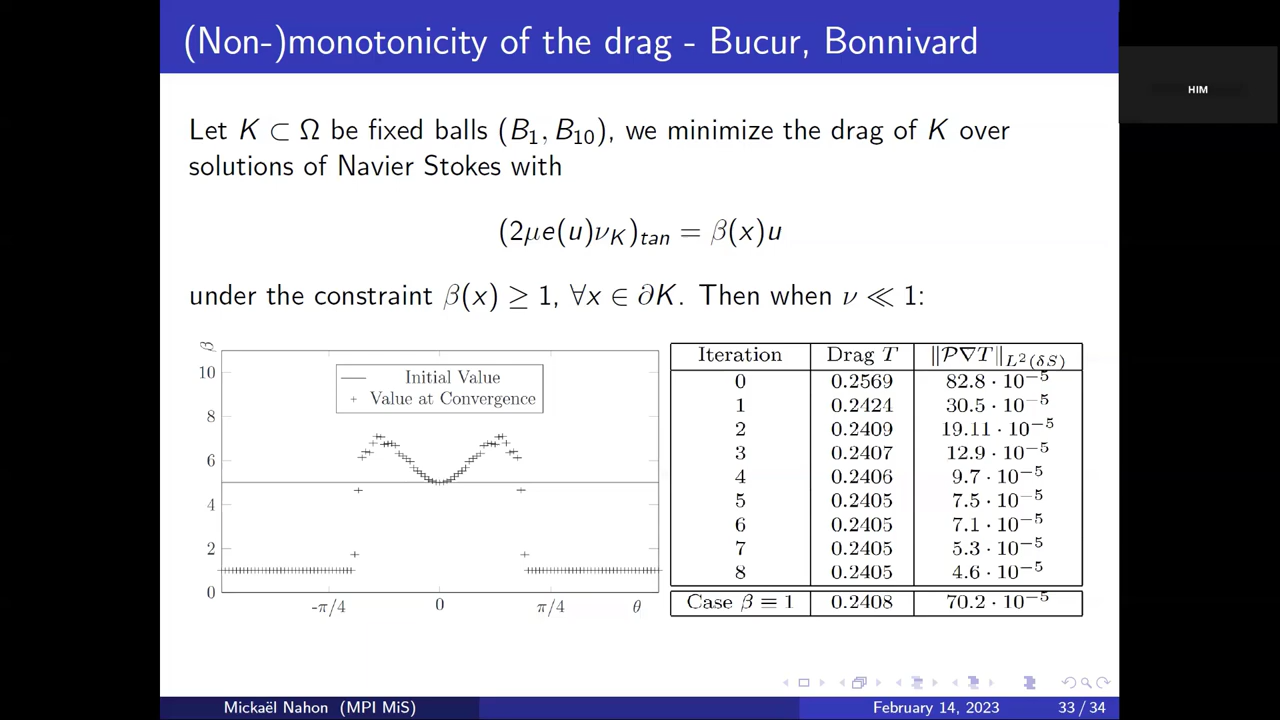 (Non-)monotonicity of the drag - Bucur, Bonnivard
HIM
Let K ⊂ Ω be fixed balls (B₁, B₁₀), we minimize the drag of K over
solutions of Navier Stokes with
(2μe(u)ν_K)_tan = β(x)u
under the constraint β(x) ≥ 1, ∀x ∈ ∂K. Then when ν ≪ 1:
β
10
8
6
4
2
0
-π/4 0 π/4 θ
Initial Value
Value at Convergence
Iteration Drag T ‖𝒫∇T‖_L²(δS)
0 0.2569 82.8 · 10⁻⁵
1 0.2424 30.5 · 10⁻⁵
2 0.2409 19.11 · 10⁻⁵
3 0.2407 12.9 · 10⁻⁵
4 0.2406 9.7 · 10⁻⁵
5 0.2405 7.5 · 10⁻⁵
6 0.2405 7.1 · 10⁻⁵
7 0.2405 5.3 · 10⁻⁵
8 0.2405 4.6 · 10⁻⁵
Case β ≡ 1 0.2408 70.2 · 10⁻⁵
Mickaël Nahon (MPI MiS) February 14, 2023 33 / 34